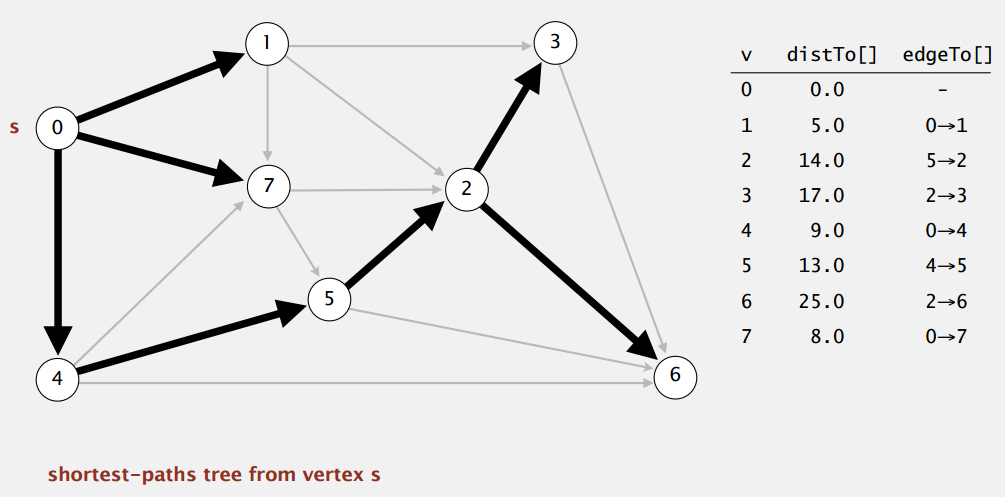 1
3
s 0
7
2
5
4
6
v distTo[] edgeTo[]
0 0.0 –
1 5.0 0→1
2 14.0 5→2
3 17.0 2→3
4 9.0 0→4
5 13.0 4→5
6 25.0 2→6
7 8.0 0→7
shortest-paths tree from vertex s